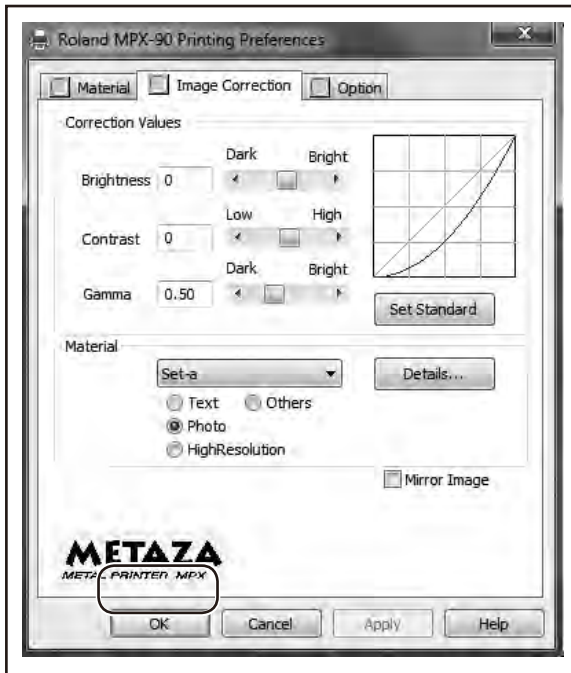 Roland MPX-90 Printing Preferences
Material Image Correction Option
Correction Values
Dark Bright
Brightness 0
Low High
Contrast 0
Dark Bright
Gamma 0.50
Set Standard
Material
Set-a Details...
Text Others
Photo
HighResolution
Mirror Image
METAZA
METAL PRINTER MPX
OK Cancel Apply Help